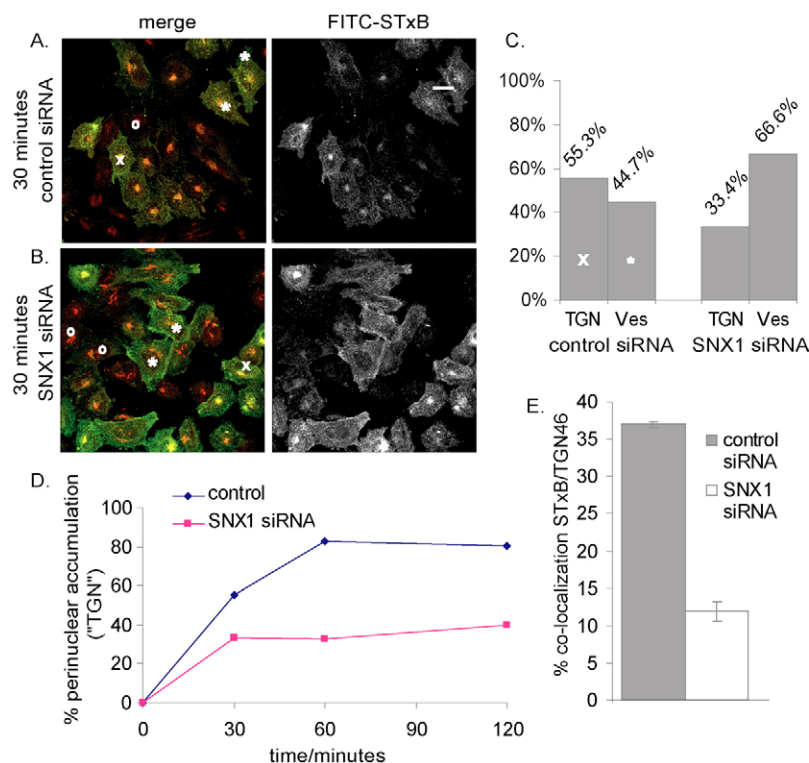 merge
FITC-STxB
A.
30 minutes
control siRNA
*
*
o
x
B.
30 minutes
SNX1 siRNA
o
o
*
*
x
C.
100%
80%
60%
40%
20%
0%
55.3%
44.7%
33.4%
66.6%
x
*
TGN Ves
control siRNA
TGN Ves
SNX1 siRNA
D.
control
SNX1 siRNA
% perinuclear accumulation
("TGN")
100
80
60
40
20
0
0 30 60 120
time/minutes
E.
% co-localization STxB/TGN46
40
35
30
25
20
15
10
5
0
control
siRNA
SNX1
siRNA